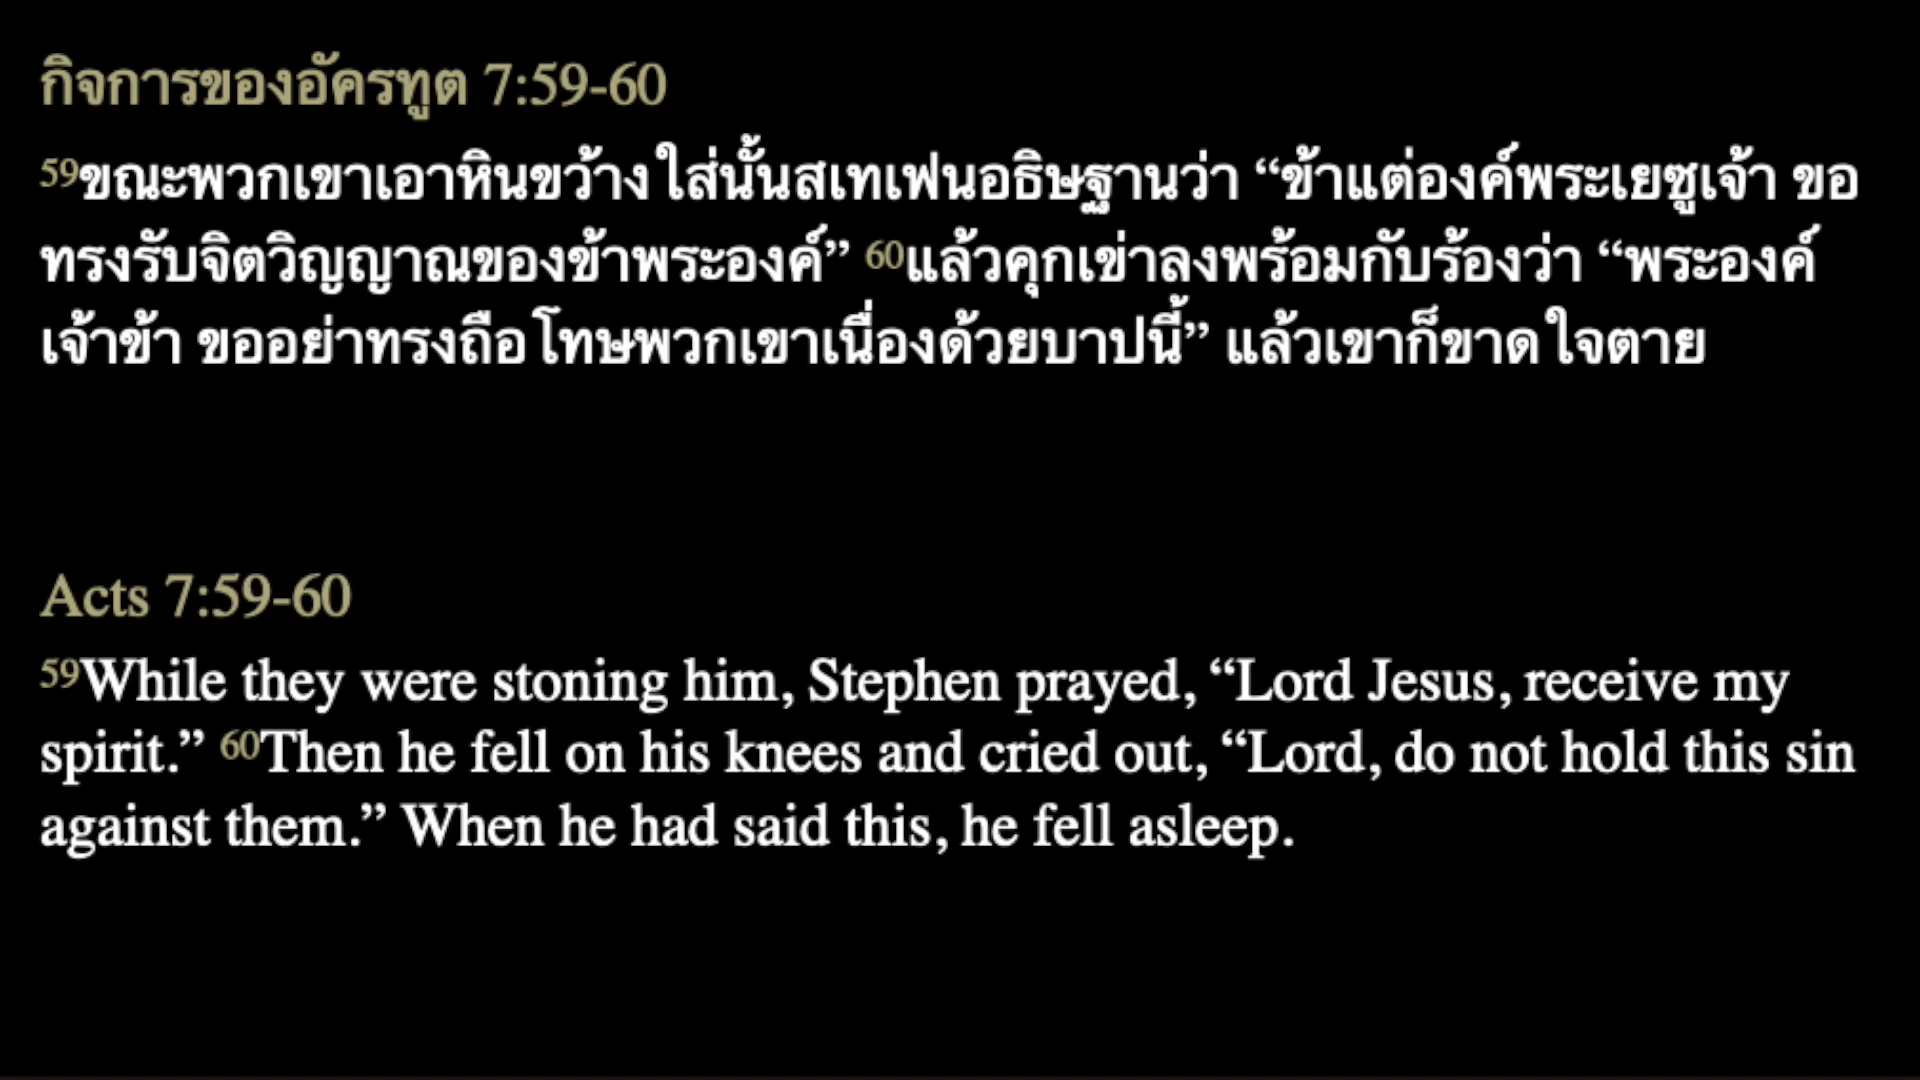 กิจการของอัครทูต 7:59-60
59ขณะพวกเขาเอาหินขว้างใส่นั้นสเทเฟนอธิษฐานว่า “ข้าแต่องค์พระเยซูเจ้า ขอ
ทรงรับจิตวิญญาณของข้าพระองค์” 60แล้วคุกเข่าลงพร้อมกับร้องว่า “พระองค์
เจ้าข้า ขออย่าทรงถือโทษพวกเขาเนื่องด้วยบาปนี้” แล้วเขาก็ขาดใจตาย
Acts 7:59-60
59While they were stoning him, Stephen prayed, “Lord Jesus, receive my
spirit.” 60Then he fell on his knees and cried out, “Lord, do not hold this sin
against them.” When he had said this, he fell asleep.